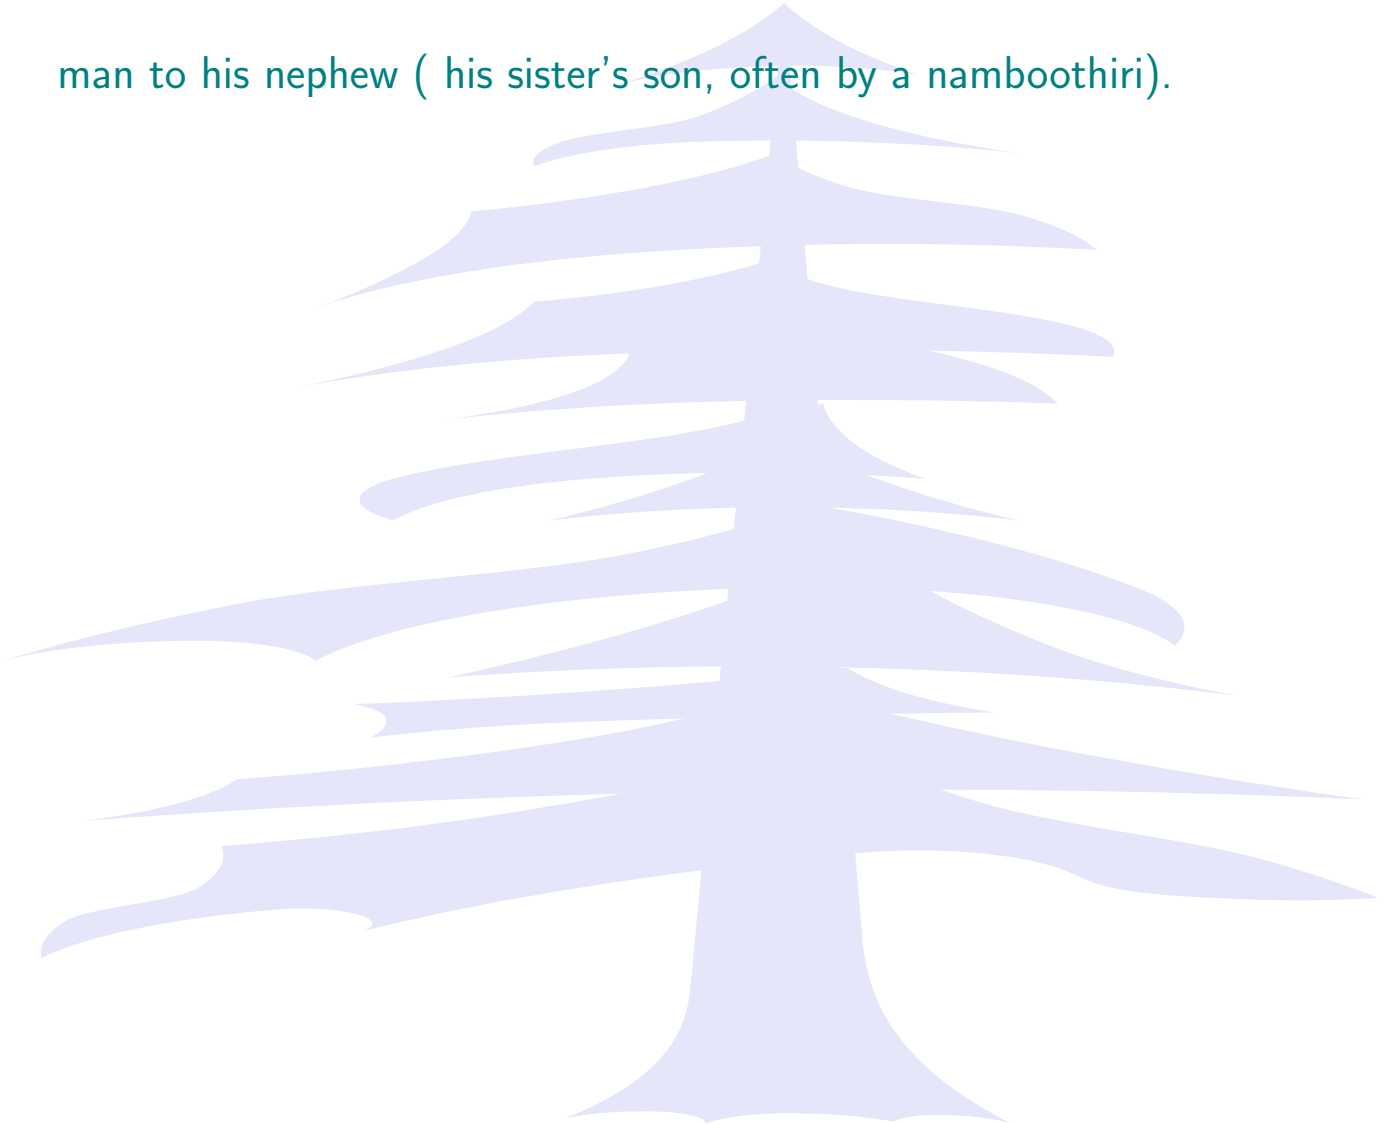 man to his nephew ( his sister's son, often by a namboothiri).